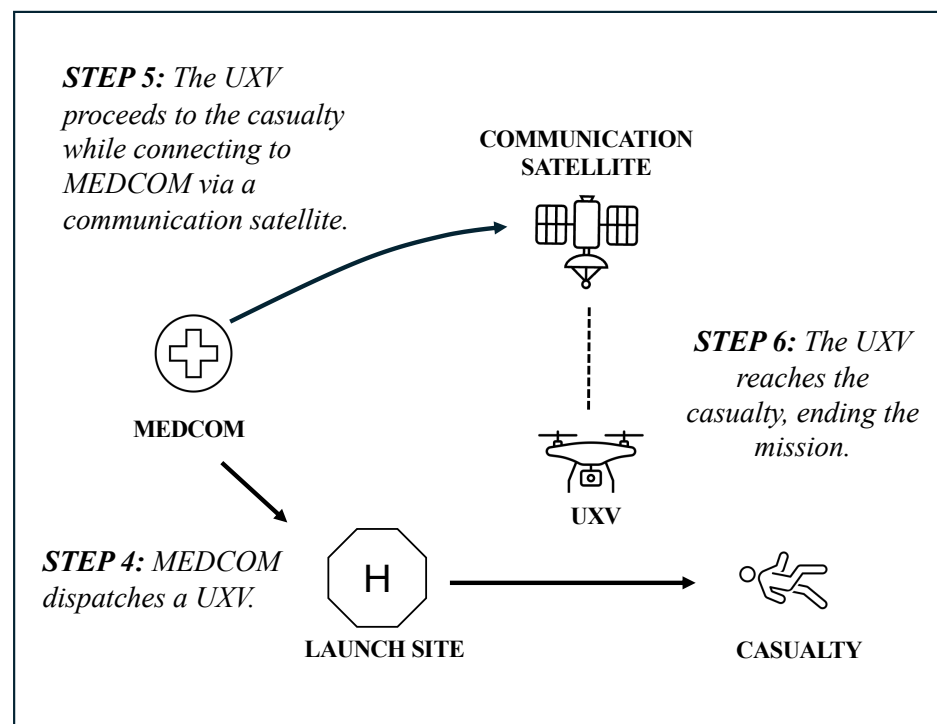 STEP 5: The UXV
proceeds to the casualty
while connecting to
MEDCOM via a
communication satellite.
COMMUNICATION
SATELLITE
STEP 6: The UXV
reaches the
casualty, ending the
mission.
MEDCOM
UXV
STEP 4: MEDCOM
dispatches a UXV.
H
LAUNCH SITE
CASUALTY